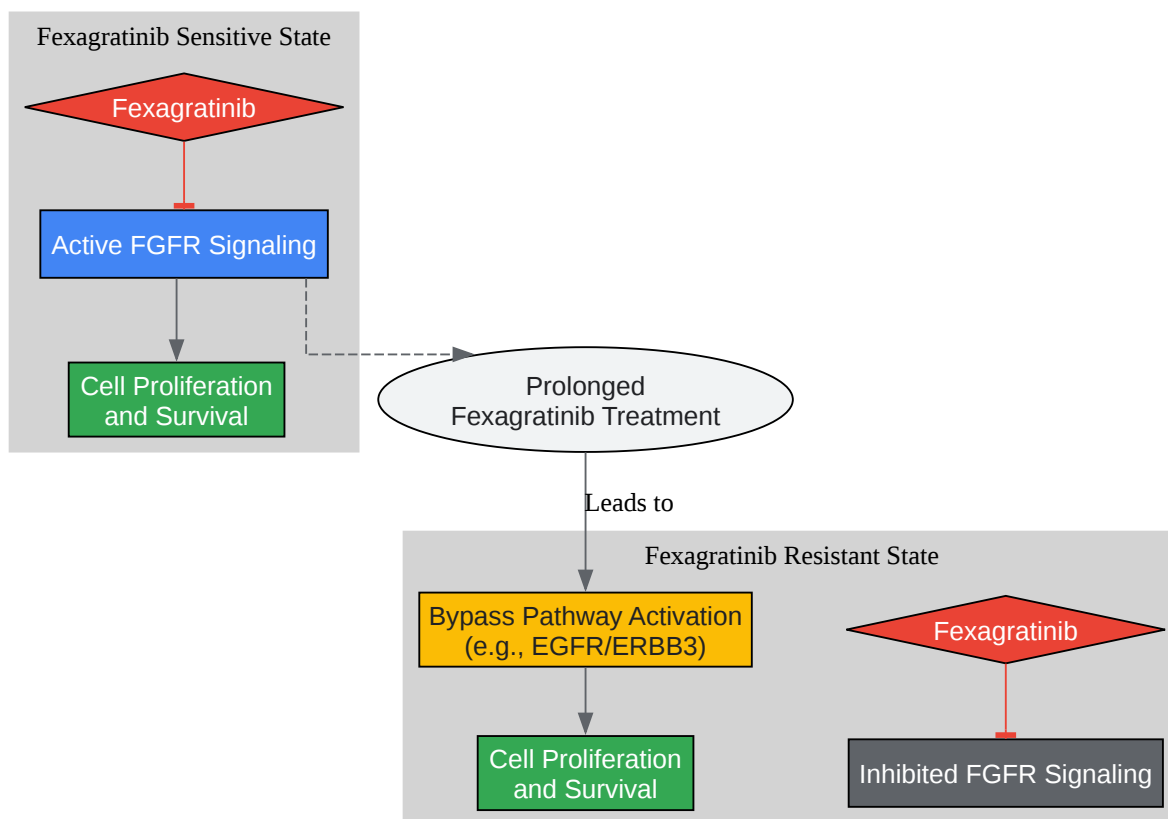 Fexagratinib Sensitive State
Fexagratinib
Active FGFR Signaling
Cell Proliferation
and Survival
Prolonged
Fexagratinib Treatment
Leads to
Fexagratinib Resistant State
Bypass Pathway Activation
(e.g., EGFR/ERBB3)
Fexagratinib
Cell Proliferation
and Survival
Inhibited FGFR Signaling